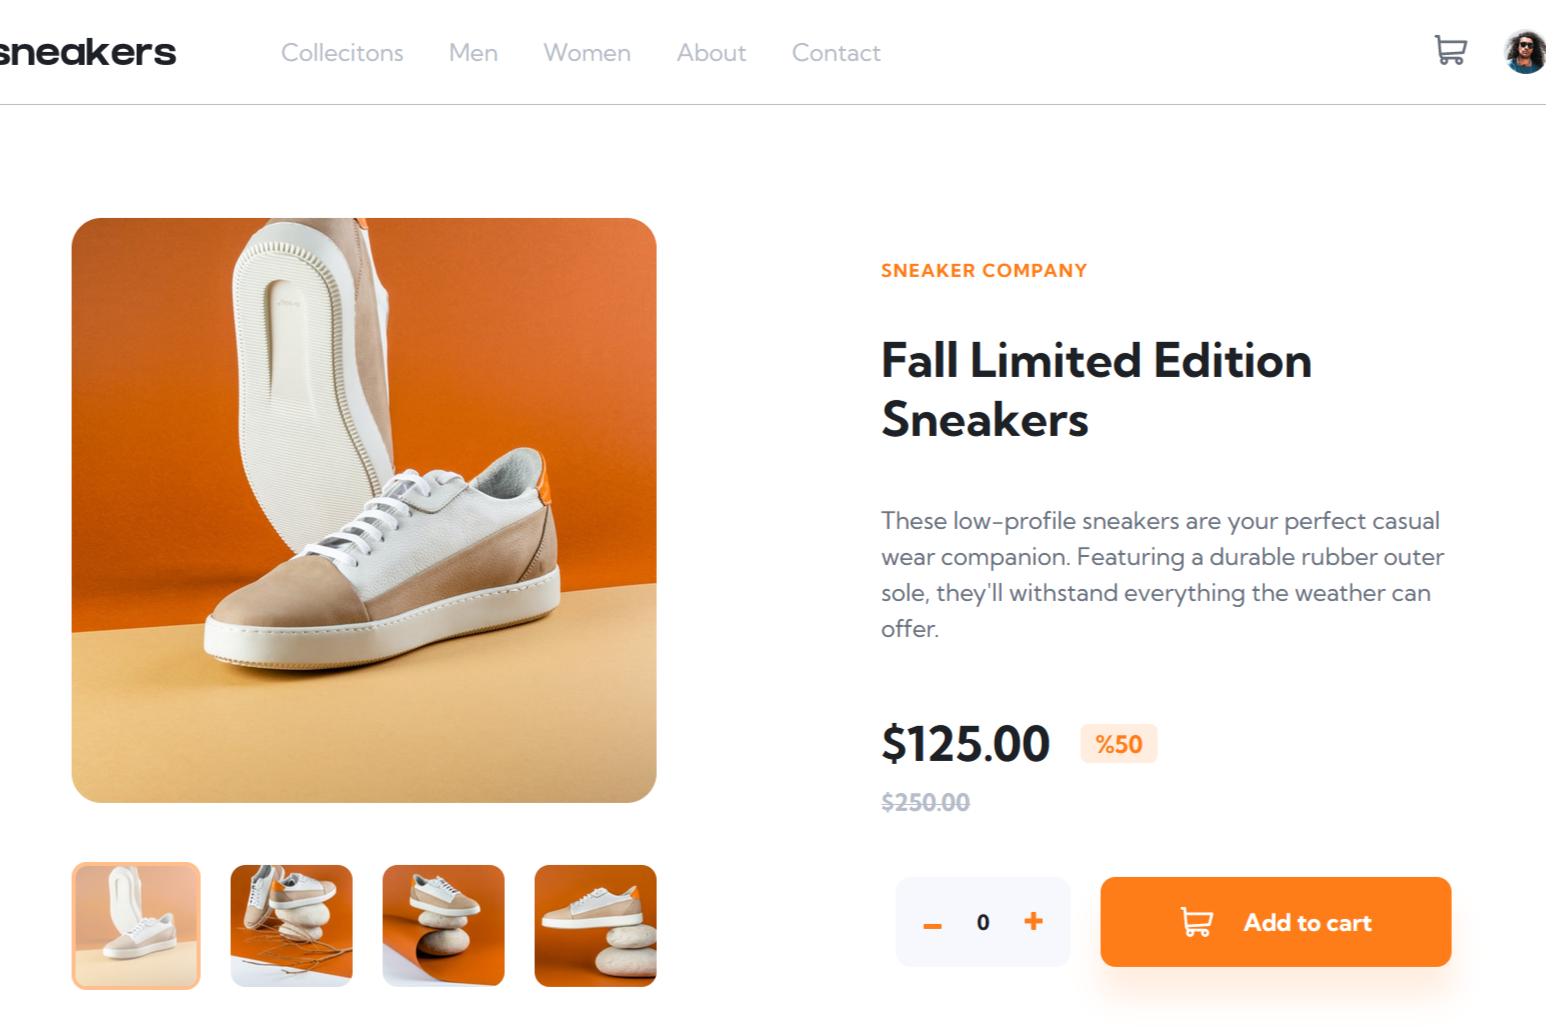 sneakers
Collecitons Men Women About Contact
SNEAKER COMPANY
Fall Limited Edition
Sneakers
These low-profile sneakers are your perfect casual
wear companion. Featuring a durable rubber outer
sole, they'll withstand everything the weather can
offer.
$125.00 %50
$250.00
0 Add to cart